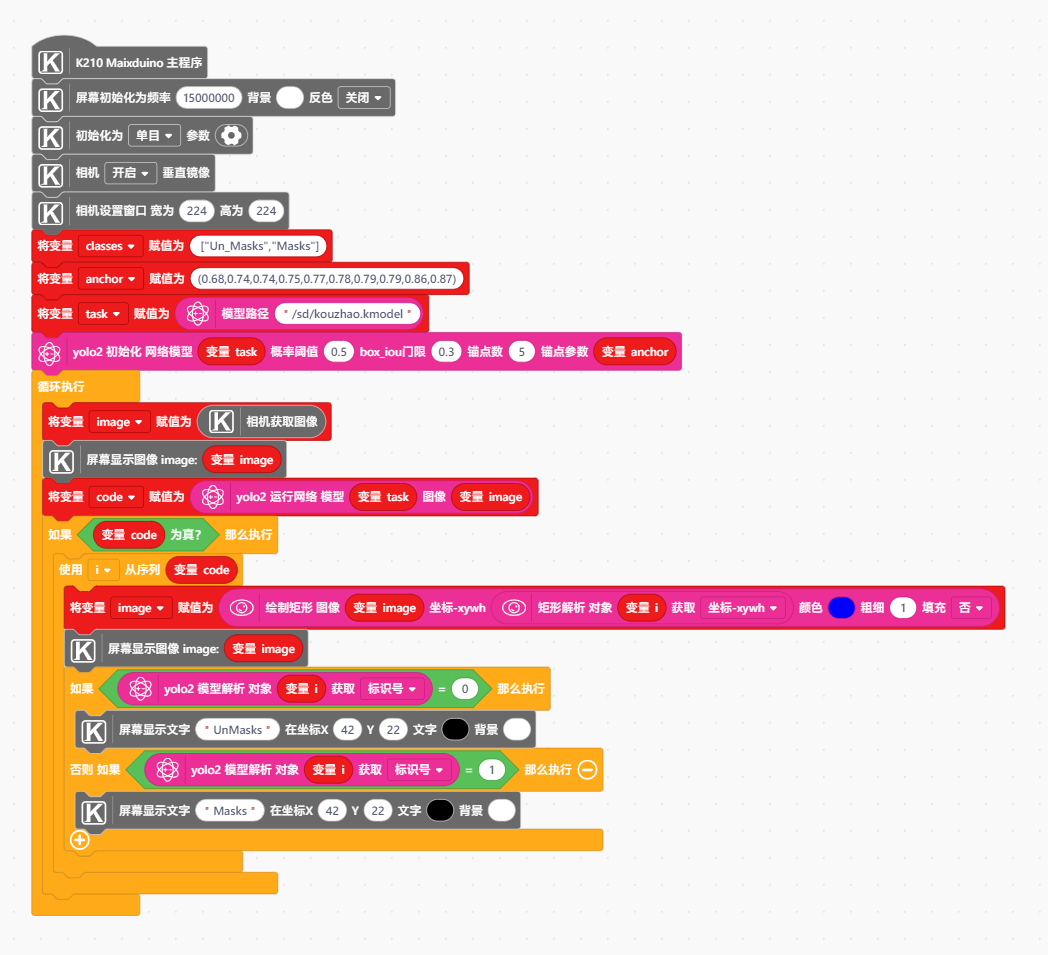 K K210 Maixduino 主程序
K 屏幕初始化为频率 15000000 背景 反色 关闭
K 初始化为 单目 参数
K 相机 开启 垂直镜像
K 相机设置窗口 宽为 224 高为 224
将变量 classes 赋值为 ["Un_Masks","Masks"]
将变量 anchor 赋值为 (0.68,0.74,0.74,0.75,0.77,0.78,0.79,0.79,0.86,0.87)
将变量 task 赋值为 模型路径 " /sd/kouzhao.kmodel "
yolo2 初始化 网络模型 变量 task 概率阈值 0.5 box_iou门限 0.3 锚点数 5 锚点参数 变量 anchor
循环执行
将变量 image 赋值为 K 相机获取图像
K 屏幕显示图像 image: 变量 image
将变量 code 赋值为 yolo2 运行网络 模型 变量 task 图像 变量 image
如果 变量 code 为真? 那么执行
使用 i 从序列 变量 code
将变量 image 赋值为 绘制矩形 图像 变量 image 坐标-xywh 矩形解析 对象 变量 i 获取 坐标-xywh 颜色 粗细 1 填充 否
K 屏幕显示图像 image: 变量 image
如果 yolo2 模型解析 对象 变量 i 获取 标识号 = 0 那么执行
K 屏幕显示文字 " UnMasks " 在坐标X 42 Y 22 文字 背景
否则 如果 yolo2 模型解析 对象 变量 i 获取 标识号 = 1 那么执行
K 屏幕显示文字 " Masks " 在坐标X 42 Y 22 文字 背景